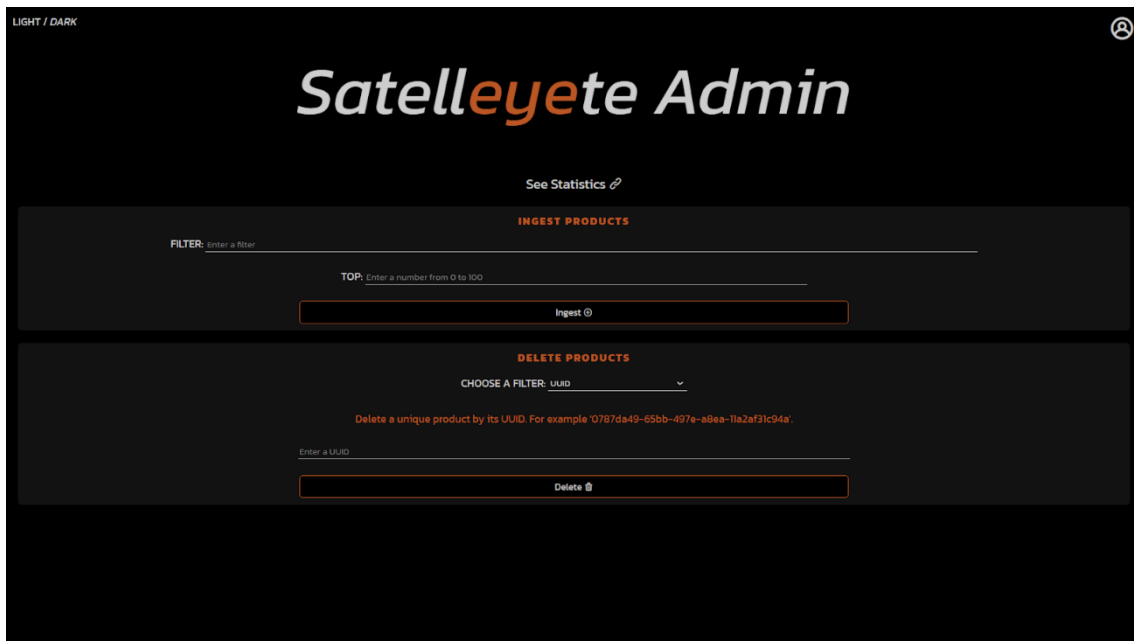 LIGHT / DARK
Satelleyete Admin
See Statistics
INGEST PRODUCTS
FILTER: Enter a filter
TOP: Enter a number from 0 to 100
Ingest
DELETE PRODUCTS
CHOOSE A FILTER: UUID
Delete a unique product by its UUID. For example '0787da49-65bb-497e-a8ea-11a2af31c94a'.
Enter a UUID
Delete